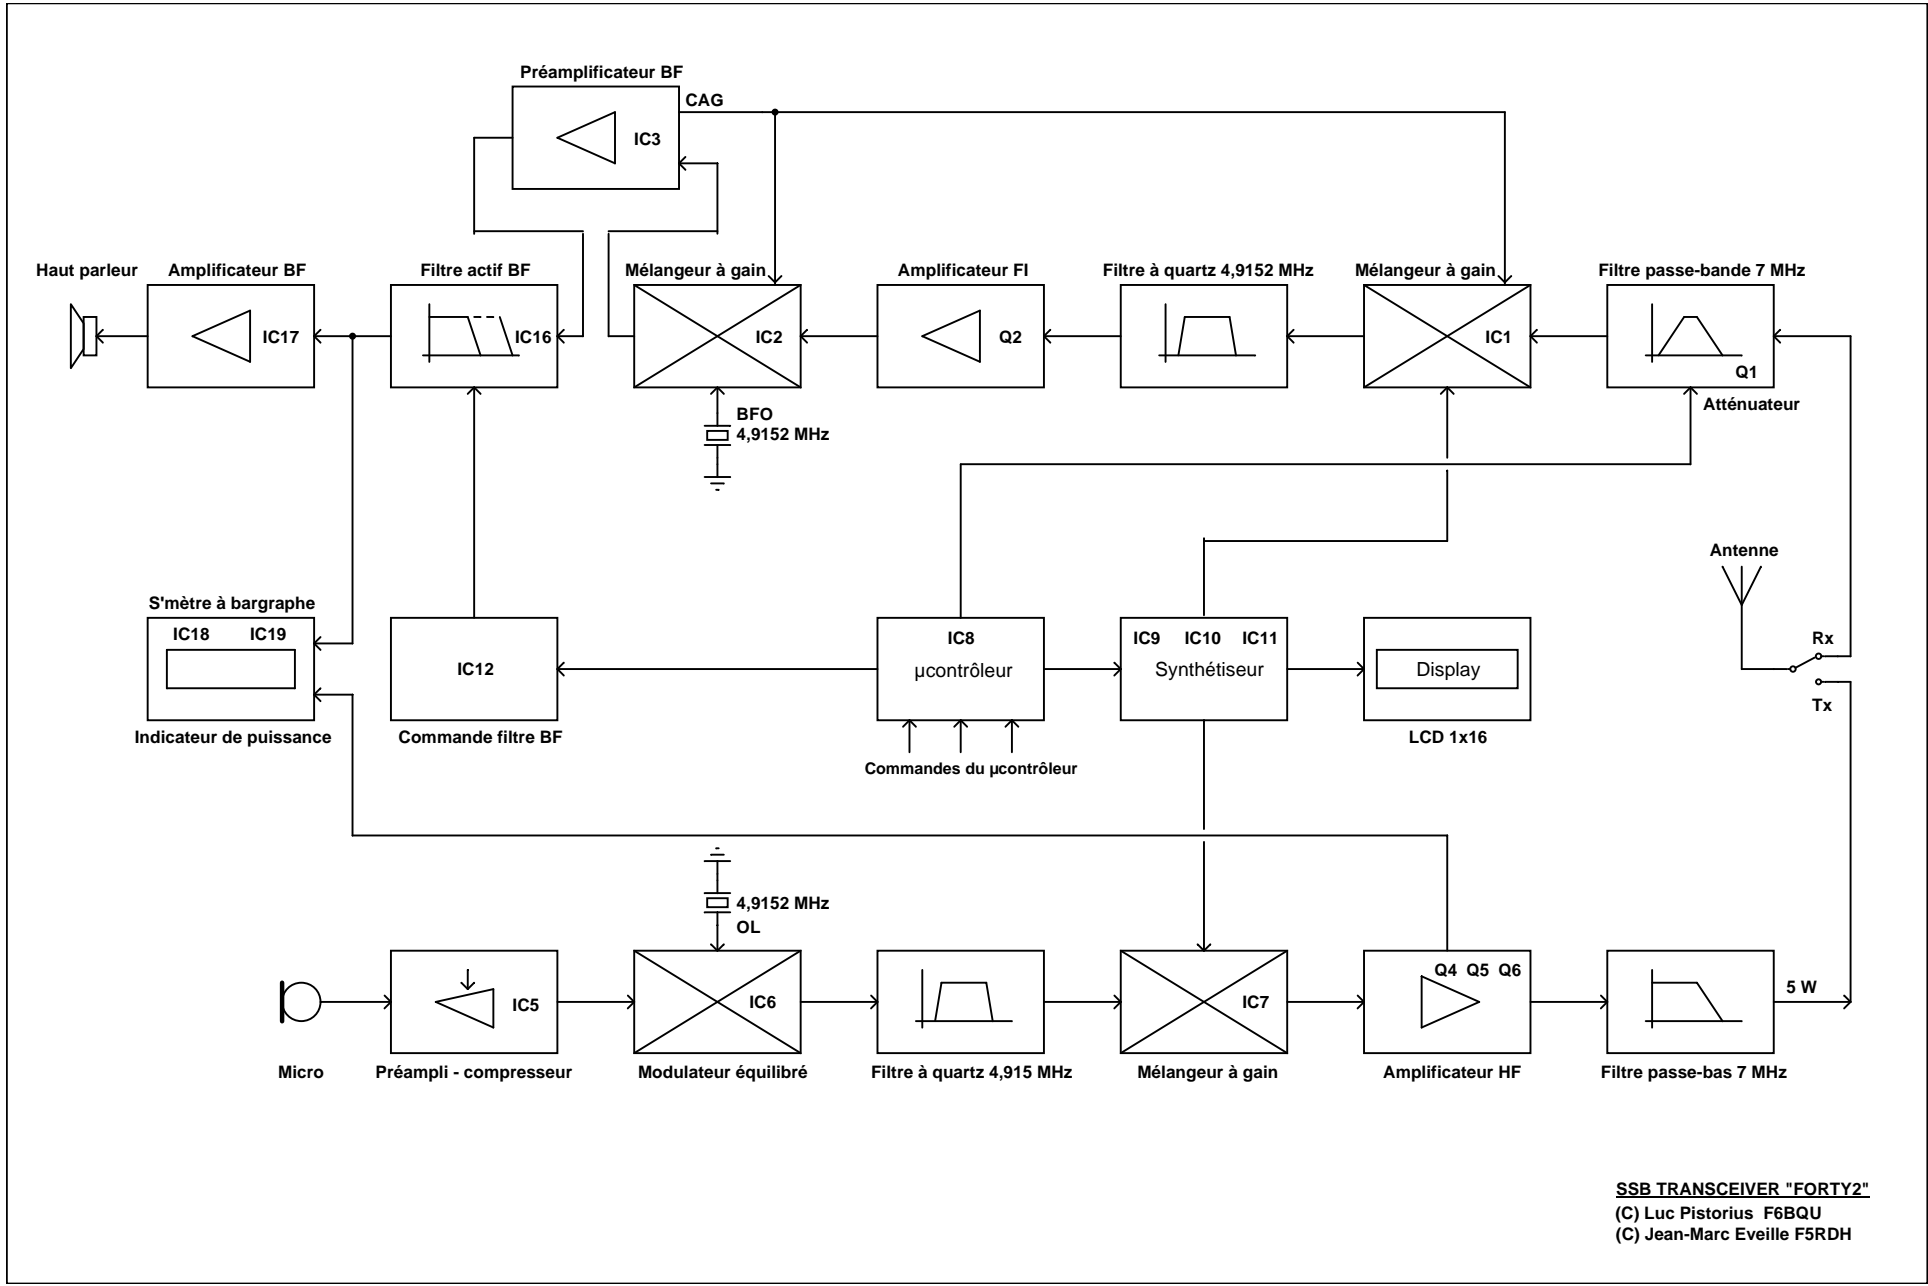 Préamplificateur BF
CAG
IC3
Haut parleur
Amplificateur BF
Filtre actif BF
Mélangeur à gain
Amplificateur FI
Filtre à quartz 4,9152 MHz
Mélangeur à gain
Filtre passe-bande 7 MHz
IC17
IC16
IC2
Q2
IC1
Q1
Atténuateur
BFO
4,9152 MHz
Antenne
S'mètre à bargraphe
IC18 IC19
IC12
IC8
µcontrôleur
IC9 IC10 IC11
Synthétiseur
Display
Rx
Tx
Indicateur de puissance
Commande filtre BF
LCD 1x16
Commandes du µcontrôleur
4,9152 MHz
OL
IC5
IC6
IC7
Q4 Q5 Q6
5 W
Micro
Préampli - compresseur
Modulateur équilibré
Filtre à quartz 4,915 MHz
Mélangeur à gain
Amplificateur HF
Filtre passe-bas 7 MHz
SSB TRANSCEIVER "FORTY2"
(C) Luc Pistorius F6BQU
(C) Jean-Marc Eveille F5RDH